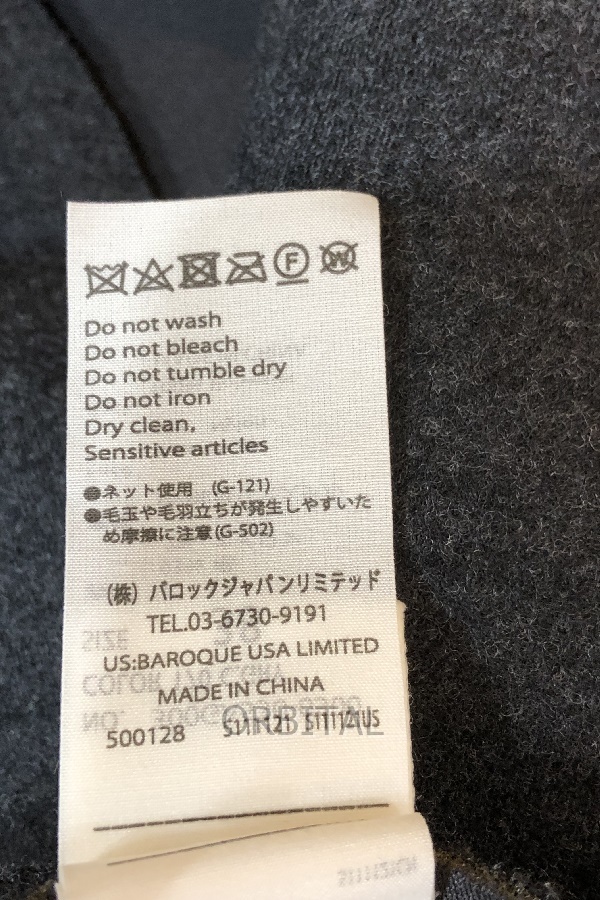 F W
Do not wash
Do not bleach
Do not tumble dry
Do not iron
Dry clean,
Sensitive articles
●ネット使用 (G-121)
●毛玉や毛羽立ちが発生しやすいた
め摩擦に注意(G-502)
(株) バロックジャパンリミテッド
TEL.03-6730-9191
US:BAROQUE USA LIMITED
MADE IN CHINA
500128
ORBITAL